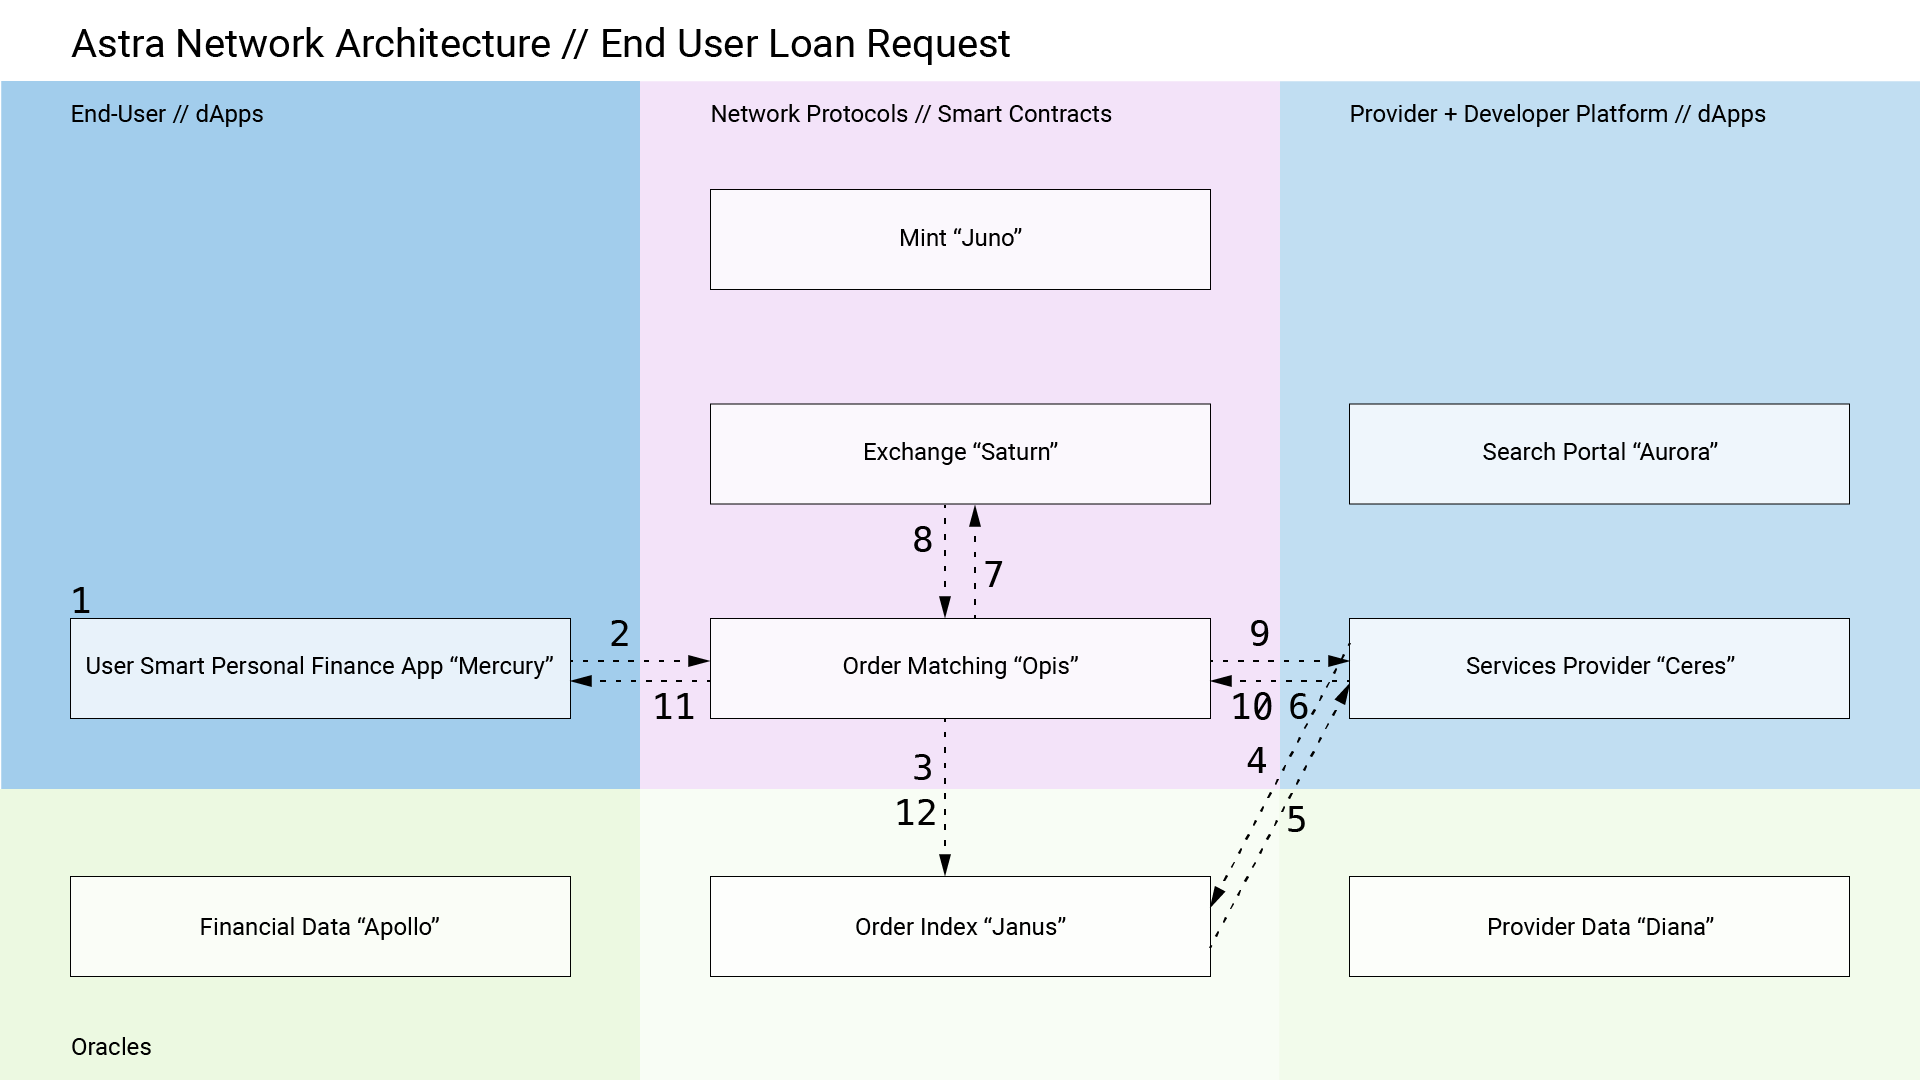 Astra Network Architecture // End User Loan Request
End-User // dApps
Network Protocols // Smart Contracts
Provider + Developer Platform // dApps
Mint “Juno”
Exchange “Saturn”
Search Portal “Aurora”
8
7
1
2
9
User Smart Personal Finance App “Mercury”
Order Matching “Opis”
Services Provider “Ceres”
11
10
6
3
4
12
5
Financial Data “Apollo”
Order Index “Janus”
Provider Data “Diana”
Oracles